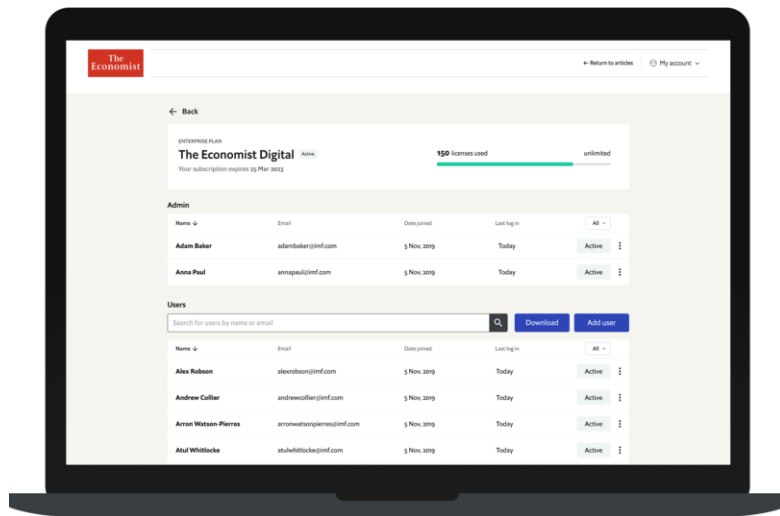 The
Economist
← Return to articles
My account
← Back
ENTERPRISE PLAN
The Economist Digital Active
150 licenses used unlimited
Your subscription expires 25 Mar 2023
Admin
Name ↓ Email Date joined Last log in All
Adam Baker adambaker@imf.com 5 Nov, 2019 Today Active
Anna Paul annapaul@imf.com 5 Nov, 2019 Today Active
Users
Search for users by name or email Download Add user
Name ↓ Email Date joined Last log in All
Alex Robson alexrobson@imf.com 5 Nov, 2019 Today Active
Andrew Collier andrewcollier@imf.com 5 Nov, 2019 Today Active
Arron Watson-Pierres arronwatsonpierres@imf.com 5 Nov, 2019 Today Active
Atul Whitlocke atulwhitlocke@imf.com 5 Nov, 2019 Today Active